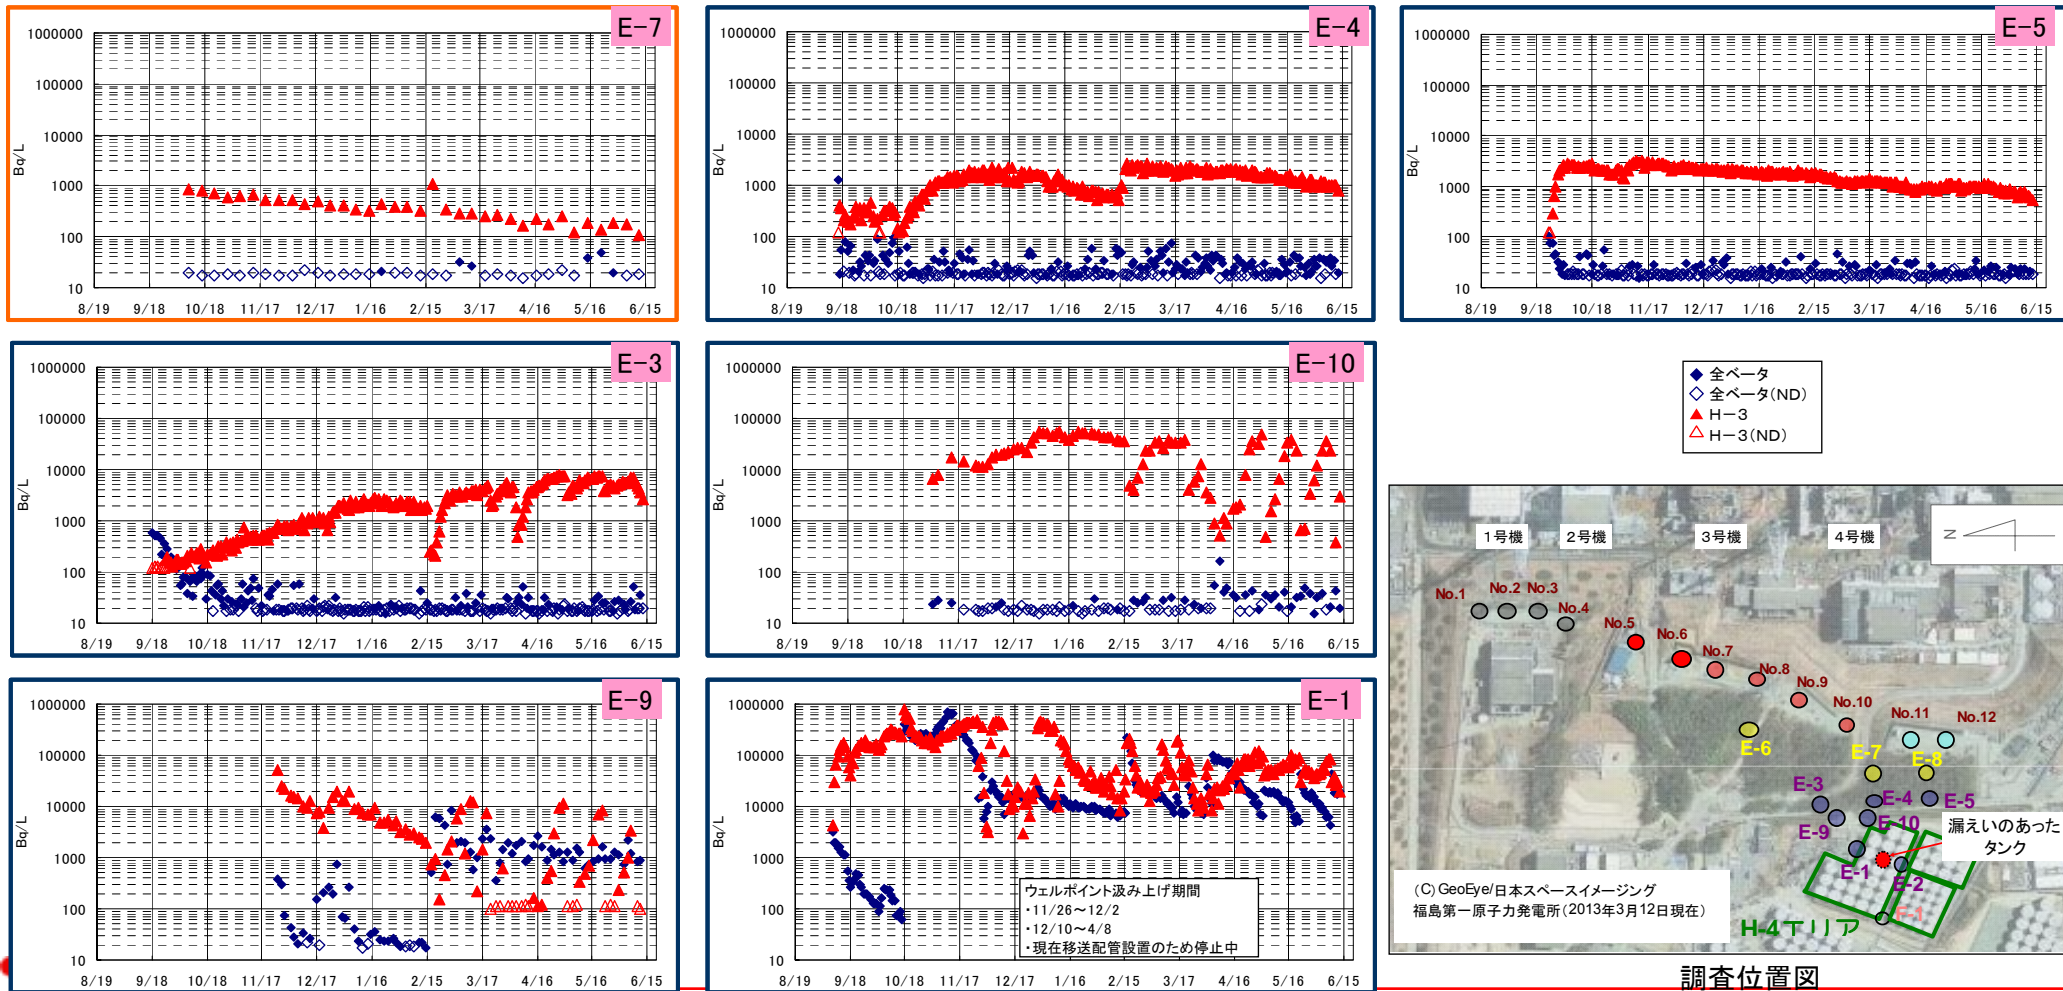 E-7
1000000
100000
10000
1000
100
10
Bq/L
8/19 9/18 10/18 11/17 12/17 1/16 2/15 3/17 4/16 5/16 6/15
E-4
1000000
100000
10000
1000
100
10
Bq/L
8/19 9/18 10/18 11/17 12/17 1/16 2/15 3/17 4/16 5/16 6/15
E-5
1000000
100000
10000
1000
100
10
Bq/L
8/19 9/18 10/18 11/17 12/17 1/16 2/15 3/17 4/16 5/16 6/15
E-3
1000000
100000
10000
1000
100
10
Bq/L
8/19 9/18 10/18 11/17 12/17 1/16 2/15 3/17 4/16 5/16 6/15
E-10
1000000
100000
10000
1000
100
10
Bq/L
8/19 9/18 10/18 11/17 12/17 1/16 2/15 3/17 4/16 5/16 6/15
全ベータ
全ベータ(ND)
H-3
H-3(ND)
E-9
1000000
100000
10000
1000
100
10
Bq/L
8/19 9/18 10/18 11/17 12/17 1/16 2/15 3/17 4/16 5/16 6/15
E-1
1000000
100000
10000
1000
100
10
Bq/L
8/19 9/18 10/18 11/17 12/17 1/16 2/15 3/17 4/16 5/16 6/15
ウェルポイント汲み上げ期間
・11/26～12/2
・12/10～4/8
・現在移送配管設置のため停止中
1号機 2号機 3号機 4号機
N
No.1 No.2 No.3 No.4
No.5 No.6 No.7 No.8
No.9 No.10 No.11 No.12
E-6 E-7 E-8
E-3 E-4 E-5
E-9 E-10
漏えいのあった
タンク
E-1 E-2
F-1
H-4エリア
(C)GeoEye/日本スペースイメージング
福島第一原子力発電所(2013年3月12日現在)
調査位置図